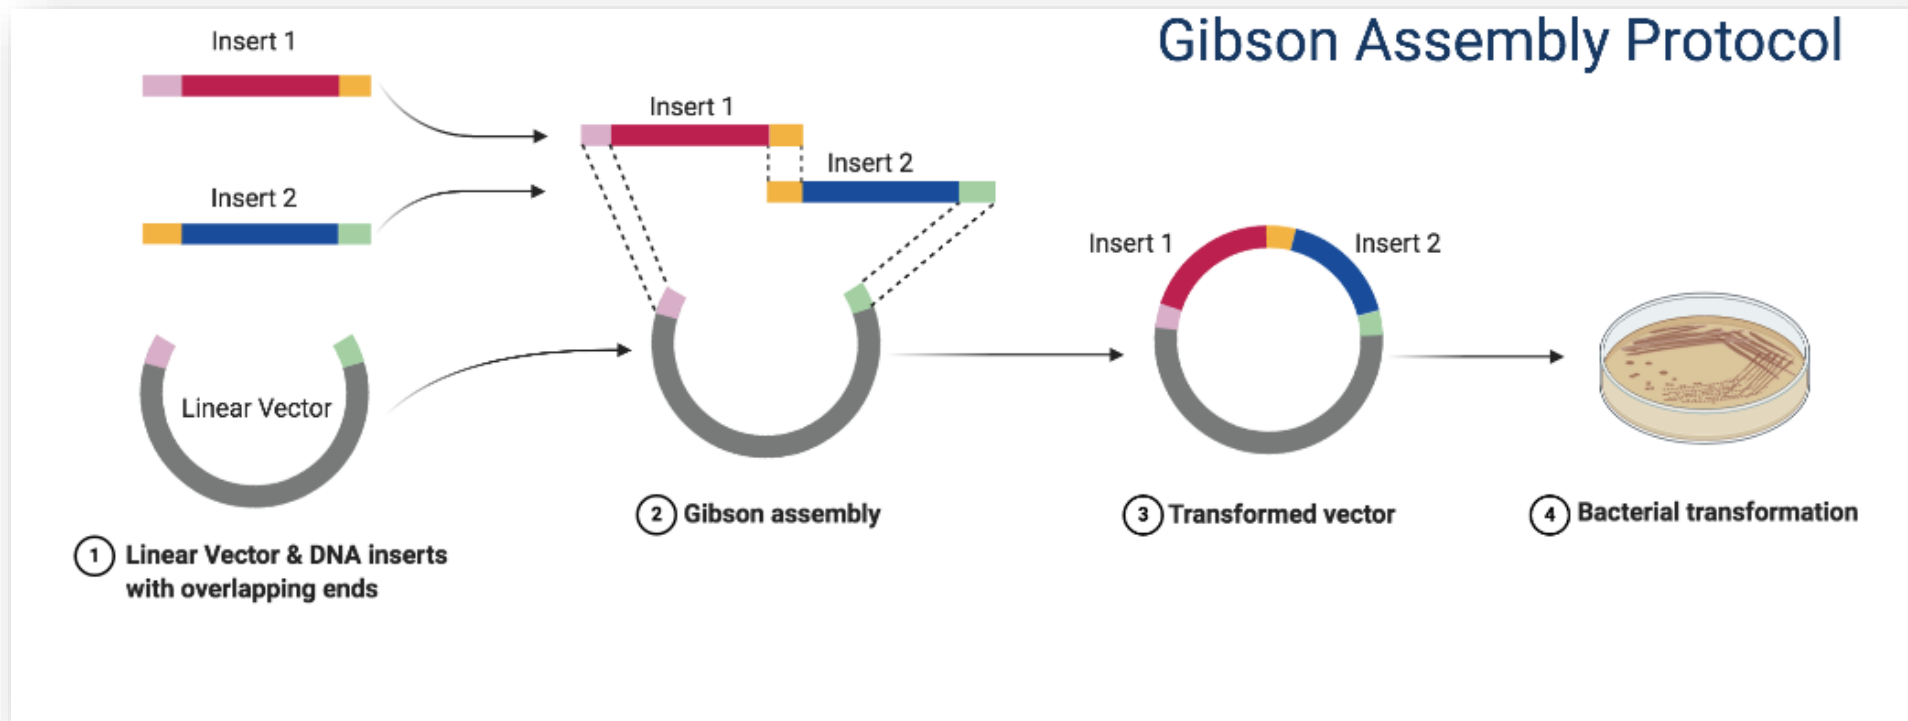 Gibson Assembly Protocol
Insert 1
Insert 2
Linear Vector
1 Linear Vector & DNA inserts
with overlapping ends
Insert 1
Insert 2
2 Gibson assembly
Insert 1
Insert 2
3 Transformed vector
4 Bacterial transformation